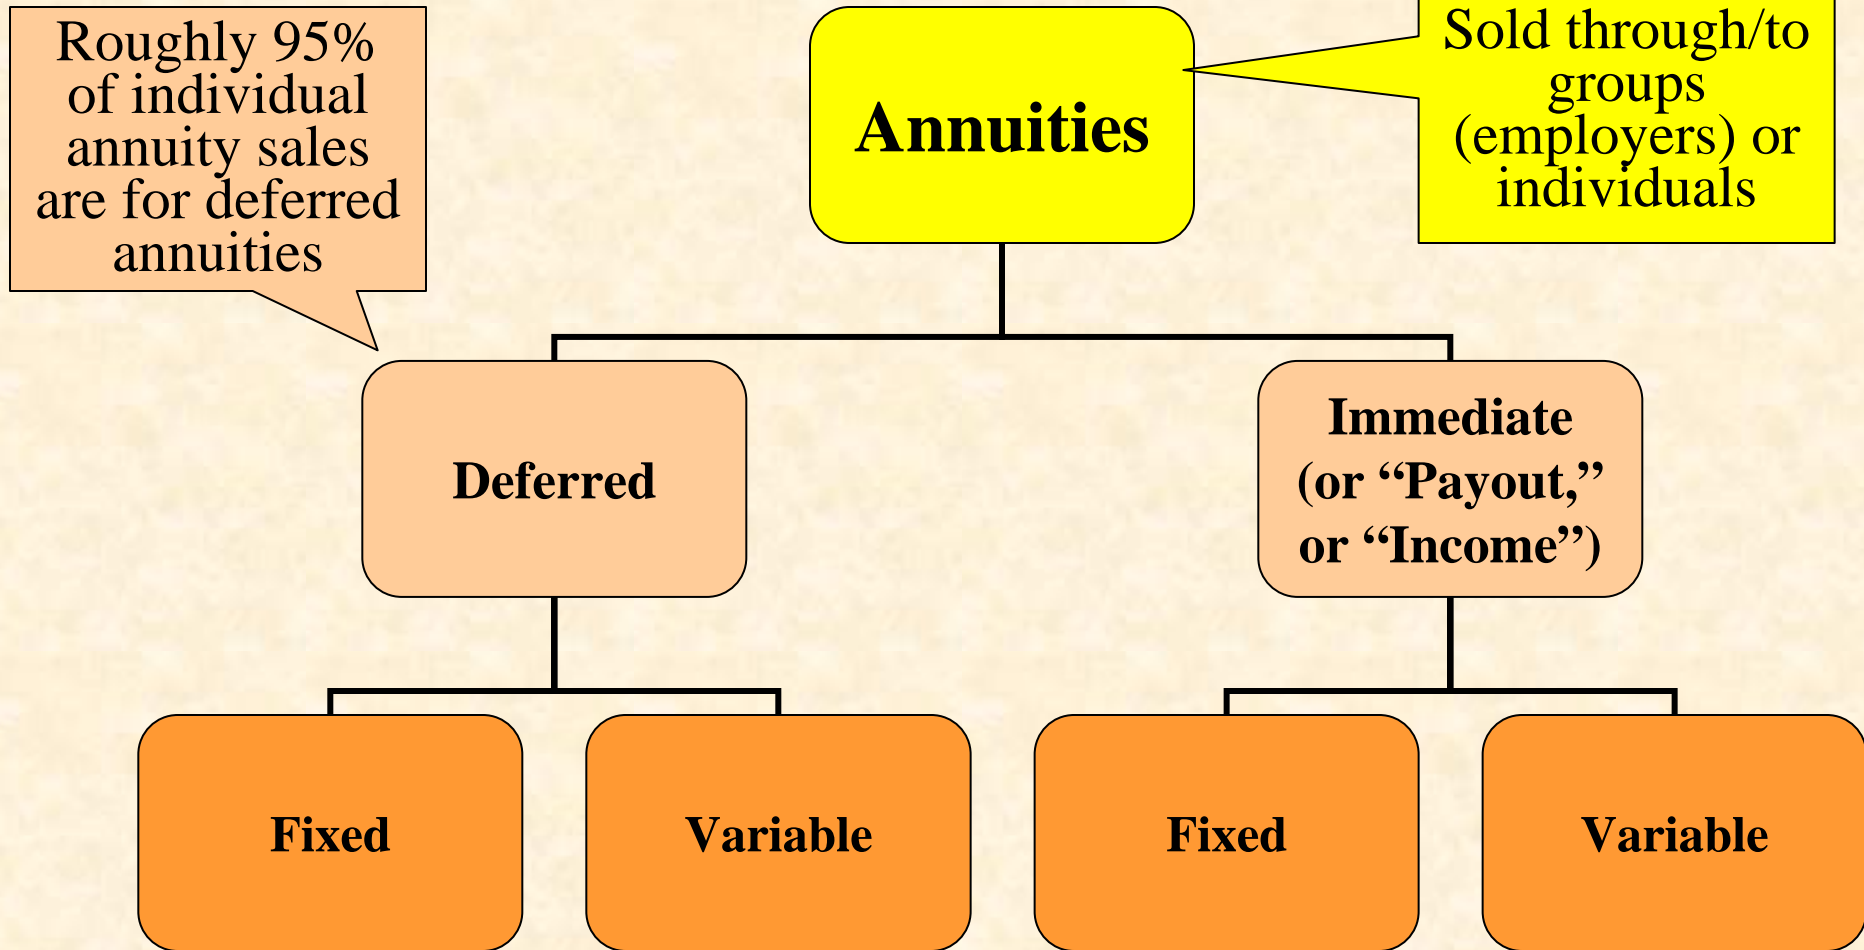 Roughly 95%
of individual
annuity sales
are for deferred
annuities
Annuities
Sold through/to
groups
(employers) or
individuals
Deferred
Immediate
(or “Payout,”
or “Income”)
Fixed
Variable
Fixed
Variable